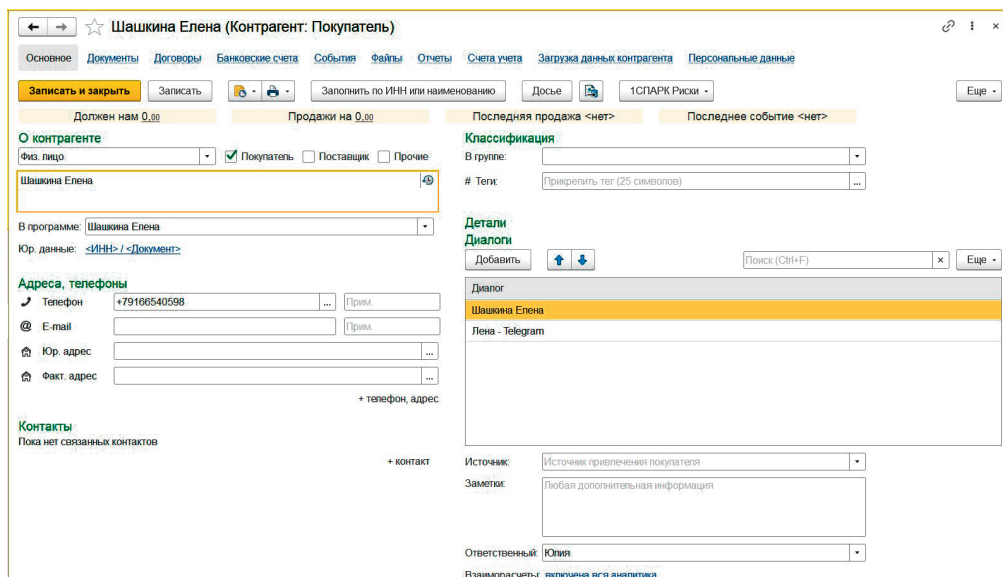 Шашкина Елена (Контрагент: Покупатель)
Основное Документы Договоры Банковские счета События Файлы Отчеты Счета учета Загрузка данных контрагента Персональные данные
Записать и закрыть Записать Заполнить по ИНН или наименованию Досье 1СПАРК Риски Еще
Должен нам 0,00 Продажи на 0,00 Последняя продажа <нет> Последнее событие <нет>
О контрагенте
Физ. лицо Покупатель Поставщик Прочие
Шашкина Елена
В программе: Шашкина Елена
Юр. данные: <ИНН> / <Документ>
Адреса, телефоны
Телефон +79166540598 ... Прим.
@ E-mail Прим.
Юр. адрес ...
Факт. адрес ...
+ телефон, адрес
Контакты
Пока нет связанных контактов
+ контакт
Классификация
В группе:
# Теги: Прикрепить тег (25 символов) ...
Детали
Диалоги
Добавить Поиск (Ctrl+F) × Еще
Диалог
Шашкина Елена
Лена - Telegram
Источник: Источник привлечения покупателя
Заметки: Любая дополнительная информация
Ответственный: Юлия
Взаиморасчеты: включена вся аналитика